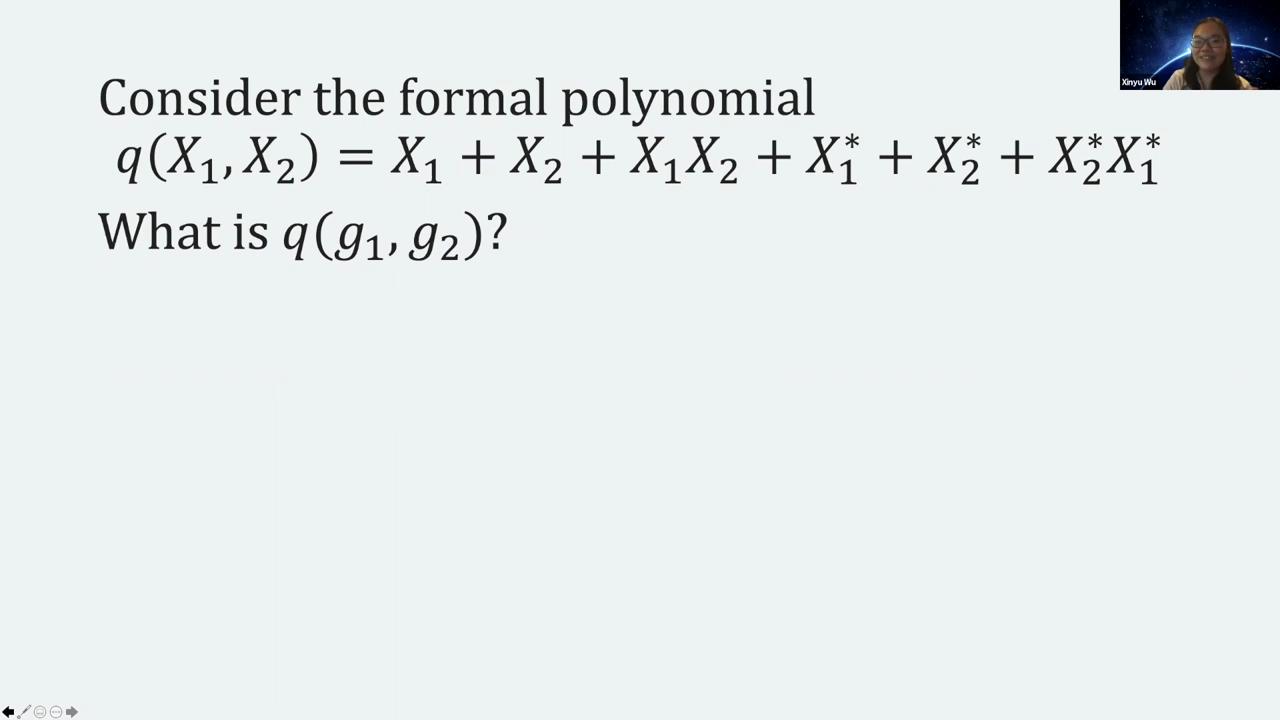 Consider the formal polynomial
q(X₁, X₂) = X₁ + X₂ + X₁X₂ + X₁* + X₂* + X₂*X₁*
What is q(g₁, g₂)?
Xinyu Wu